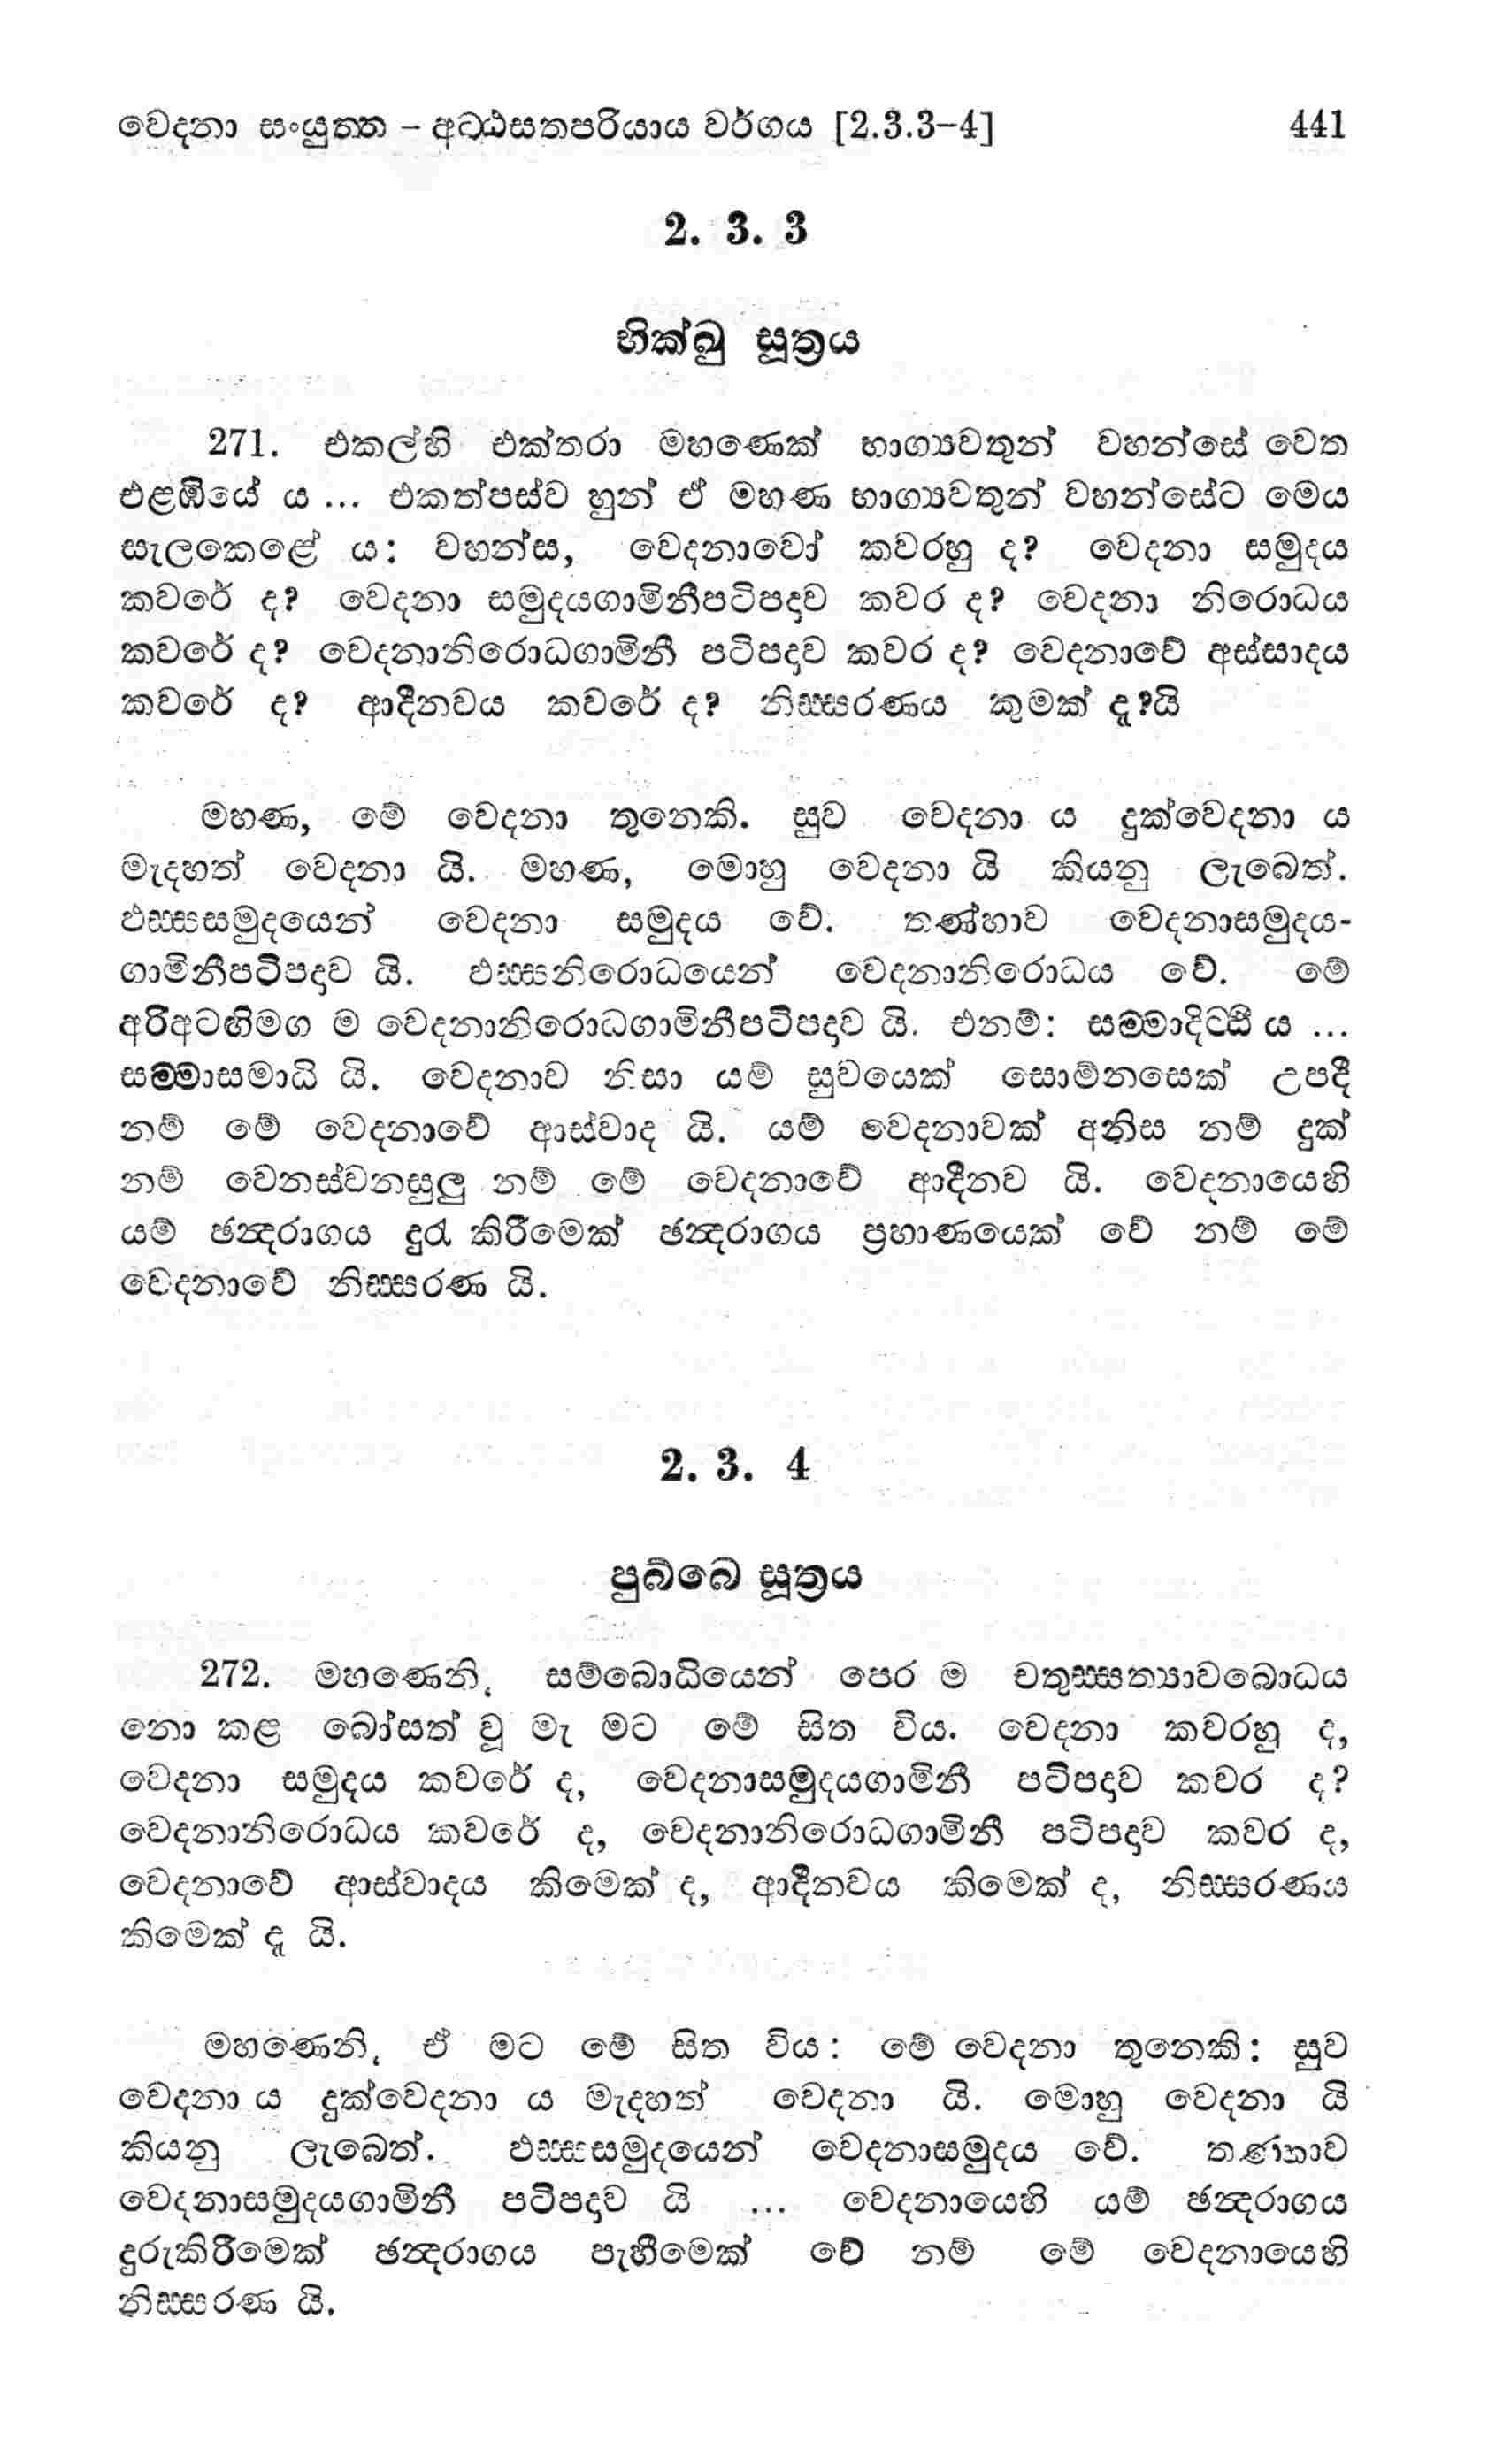 වෙදනා සංයුත්ත – අට්ඨසතපරියාය වර්ගය [2.3.3–4] 441
2. 3. 3
භික්ඛු සූත්‍රය
271. එකල්හි එක්තරා මහණෙක් භාග්‍යවතුන් වහන්සේ වෙත
එළඹියේ ය ... එකත්පස්ව හුන් ඒ මහණ භාග්‍යවතුන් වහන්සේට මෙය
සැලකෙළේ ය: වහන්ස, වෙදනාවෝ කවරහු ද? වෙදනා සමුදය
කවරේ ද? වෙදනා සමුදයගාමිනීපටිපදාව කවර ද? වෙදනා නිරොධය
කවරේ ද? වෙදනානිරොධගාමිනී පටිපදාව කවර ද? වෙදනාවේ අස්සාදය
කවරේ ද? ආදීනවය කවරේ ද? නිස්සරණය කුමක් දැ?යි
මහණ, මේ වෙදනා තුනෙකි. සුව වෙදනා ය දුක්වෙදනා ය
මැදහත් වෙදනා යි. මහණ, මොහු වෙදනා යි කියනු ලැබෙත්.
ඵස්සසමුදයෙන් වෙදනා සමුදය වේ. තණ්හාව වෙදනාසමුදය-
ගාමිනීපටිපදාව යි. ඵස්සනිරොධයෙන් වෙදනානිරොධය වේ. මේ
අරිඅටඟිමග ම වෙදනානිරොධගාමිනීපටිපදාව යි. එනම්: සම්මාදිට්ඨි ය ...
සම්මාසමාධි යි. වෙදනාව නිසා යම් සුවයෙක් සොම්නසෙක් උපදී
නම් මේ වෙදනාවේ ආස්වාද යි. යම් වෙදනාවක් අනිස නම් දුක්
නම් වෙනස්වනසුලු නම් මේ වෙදනාවේ ආදීනව යි. වෙදනායෙහි
යම් ඡන්දරාගය දුරැ කිරීමෙක් ඡන්දරාගය ප්‍රහාණයෙක් වේ නම් මේ
වෙදනාවේ නිස්සරණ යි.
2. 3. 4
පුබ්බෙ සූත්‍රය
272. මහණෙනි, සම්බොධියෙන් පෙර ම චතුස්සත්‍යාවබොධය
නො කළ බෝසත් වූ මැ මට මේ සිත විය. වෙදනා කවරහු ද,
වෙදනා සමුදය කවරේ ද, වෙදනාසමුදයගාමිනී පටිපදාව කවර ද?
වෙදනානිරොධය කවරේ ද, වෙදනානිරොධගාමිනී පටිපදාව කවර ද,
වෙදනාවේ ආස්වාදය කිමෙක් ද, ආදීනවය කිමෙක් ද, නිස්සරණය
කිමෙක් දැ යි.
මහණෙනි, ඒ මට මේ සිත විය: මේ වෙදනා තුනෙකි: සුව
වෙදනා ය දුක්වෙදනා ය මැදහත් වෙදනා යි. මොහු වෙදනා යි
කියනු ලැබෙත්. ඵස්සසමුදයෙන් වෙදනාසමුදය වේ. තණ්හාව
වෙදනාසමුදයගාමිනී පටිපදාව යි ... වෙදනායෙහි යම් ඡන්දරාගය
දුරුකිරීමෙක් ඡන්දරාගය පැහීමෙක් වේ නම් මේ වෙදනායෙහි
නිස්සරණ යි.